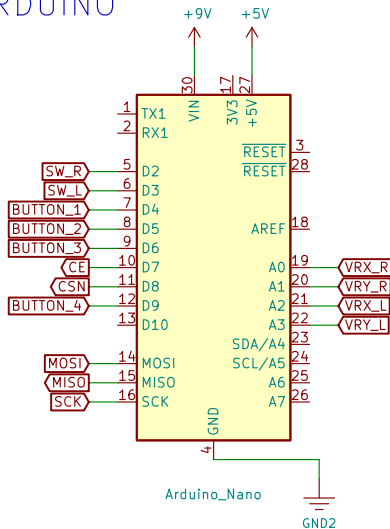 ARDUINO
+9V +5V
30 17 27
VIN 3V3 +5V
1 TX1
2 RX1
RESET 3
RESET 28
SW_R 5 D2
SW_L 6 D3
BUTTON_1 7 D4
BUTTON_2 8 D5
AREF 18
BUTTON_3 9 D6
CE 10 D7 A0 19 VRX_R
CSN 11 D8 A1 20 VRY_R
BUTTON_4 12 D9 A2 21 VRX_L
13 D10 A3 22 VRY_L
SDA/A4 23
MOSI 14 MOSI SCL/A5 24
MISO 15 MISO A6 25
SCK 16 SCK A7 26
GND
4
Arduino_Nano
GND2